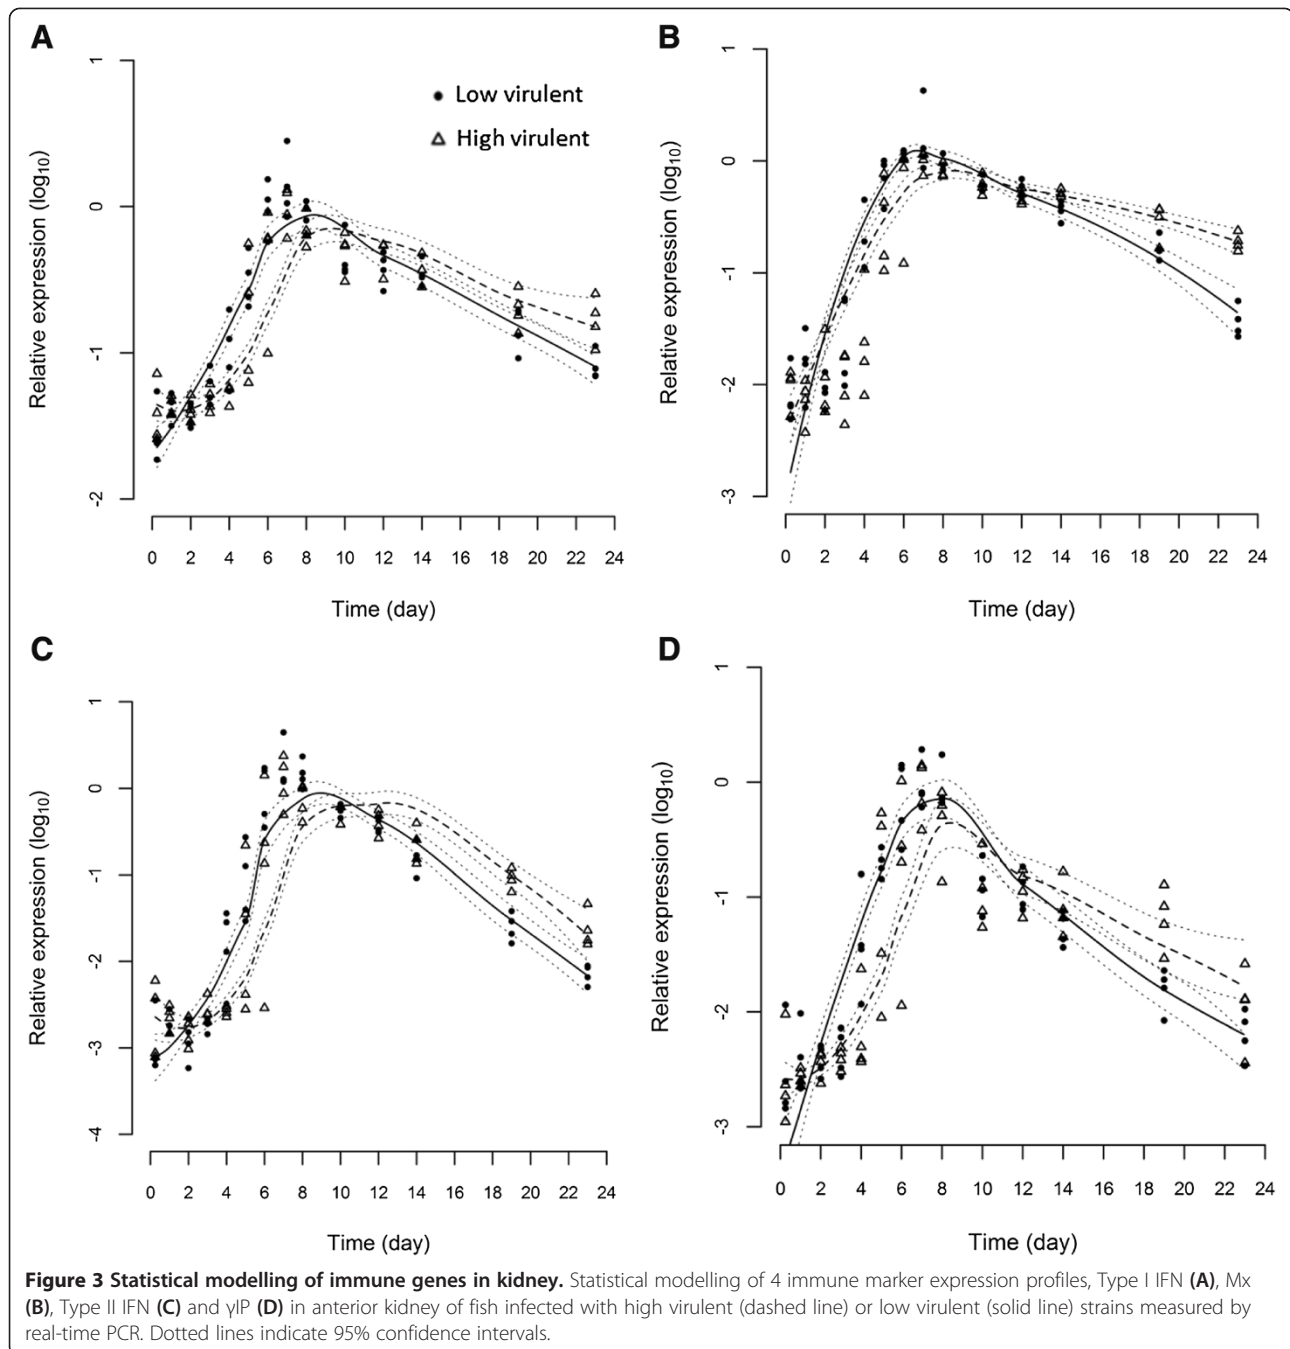 A
1
0
-1
-2
Relative expression (log10)
Low virulent
High virulent
0 2 4 6 8 10 12 14 16 18 20 22 24
Time (day)
B
1
0
-1
-2
-3
Relative expression (log10)
0 2 4 6 8 10 12 14 16 18 20 22 24
Time (day)
C
1
0
-1
-2
-3
-4
Relative expression (log10)
0 2 4 6 8 10 12 14 16 18 20 22 24
Time (day)
D
1
0
-1
-2
-3
Relative expression (log10)
0 2 4 6 8 10 12 14 16 18 20 22 24
Time (day)
Figure 3 Statistical modelling of immune genes in kidney. Statistical modelling of 4 immune marker expression profiles, Type I IFN (A), Mx
(B), Type II IFN (C) and γIP (D) in anterior kidney of fish infected with high virulent (dashed line) or low virulent (solid line) strains measured by
real-time PCR. Dotted lines indicate 95% confidence intervals.